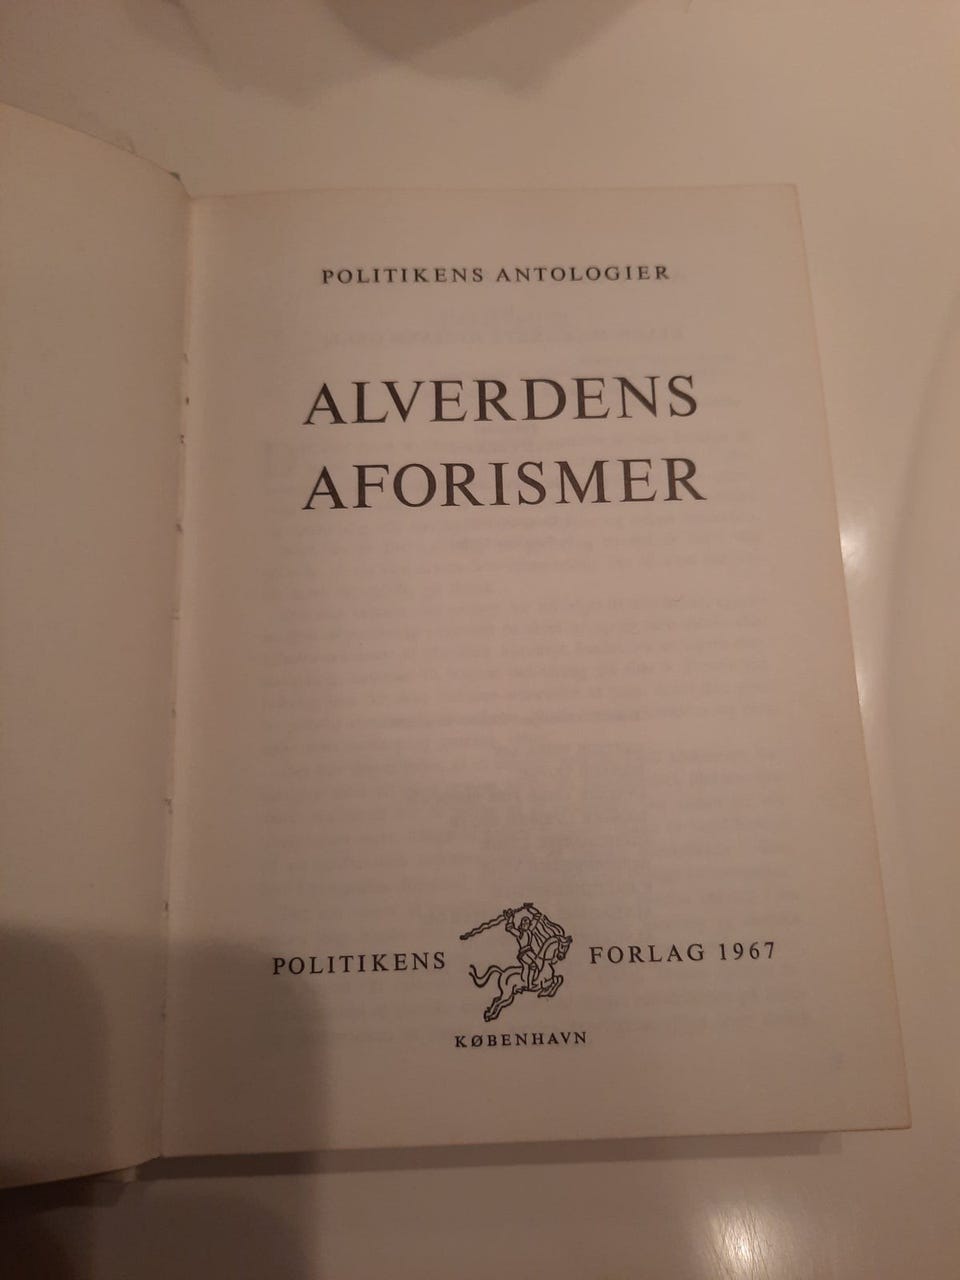 POLITIKENS ANTOLOGIER
ALVERDENS
AFORISMER
POLITIKENS FORLAG 1967
KØBENHAVN